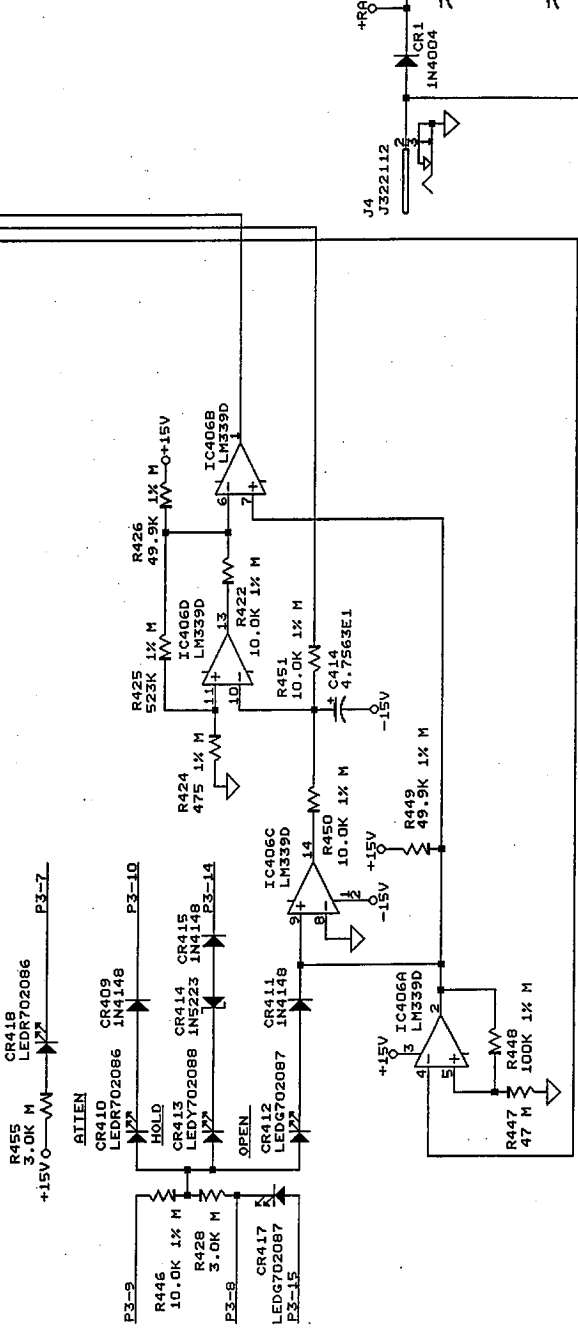 +RA
CR1
1N4004
2
3
J4
J322112
IC406B
LM339D
1
6
7
-
+
+15V
R426
49.9K 1% M
R425
523K 1% M
IC406D
LM339D
13
11
10
+
-
R422
10.0K 1% M
R424
475 1% M
R451
10.0K 1% M
+
C414
4.7563E1
-15V
IC406C
LM339D
14
9
8
+
-
12
-15V
R450
10.0K 1% M
+15V
R449
49.9K 1% M
IC406A
LM339D
2
+15V
3
4
5
-
+
R448
100K 1% M
R447
47 M
P3-7
CR418
LEDR702086
R455
3.0K M
+15V
P3-10
CR409
1N4148
ATTEN
CR410
LEDR702086
P3-14
CR415
1N4148
CR414
1N5223
HOLD
CR413
LEDY702088
CR411
1N4148
OPEN
CR412
LEDG702087
P3-9
R446
10.0K 1% M
R428
3.0K M
P3-8
CR417
LEDG702087
P3-15